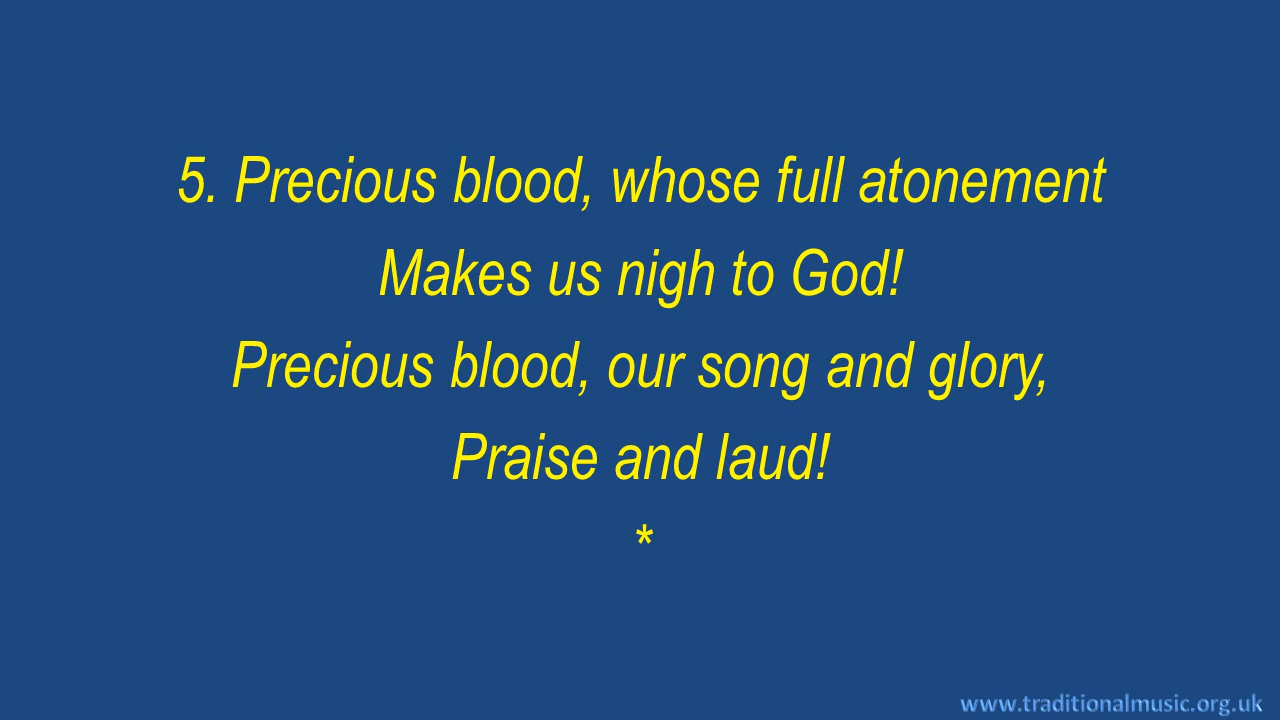 5. Precious blood, whose full atonement
Makes us nigh to God!
Precious blood, our song and glory,
Praise and laud!
*
www.traditionalmusic.org.uk